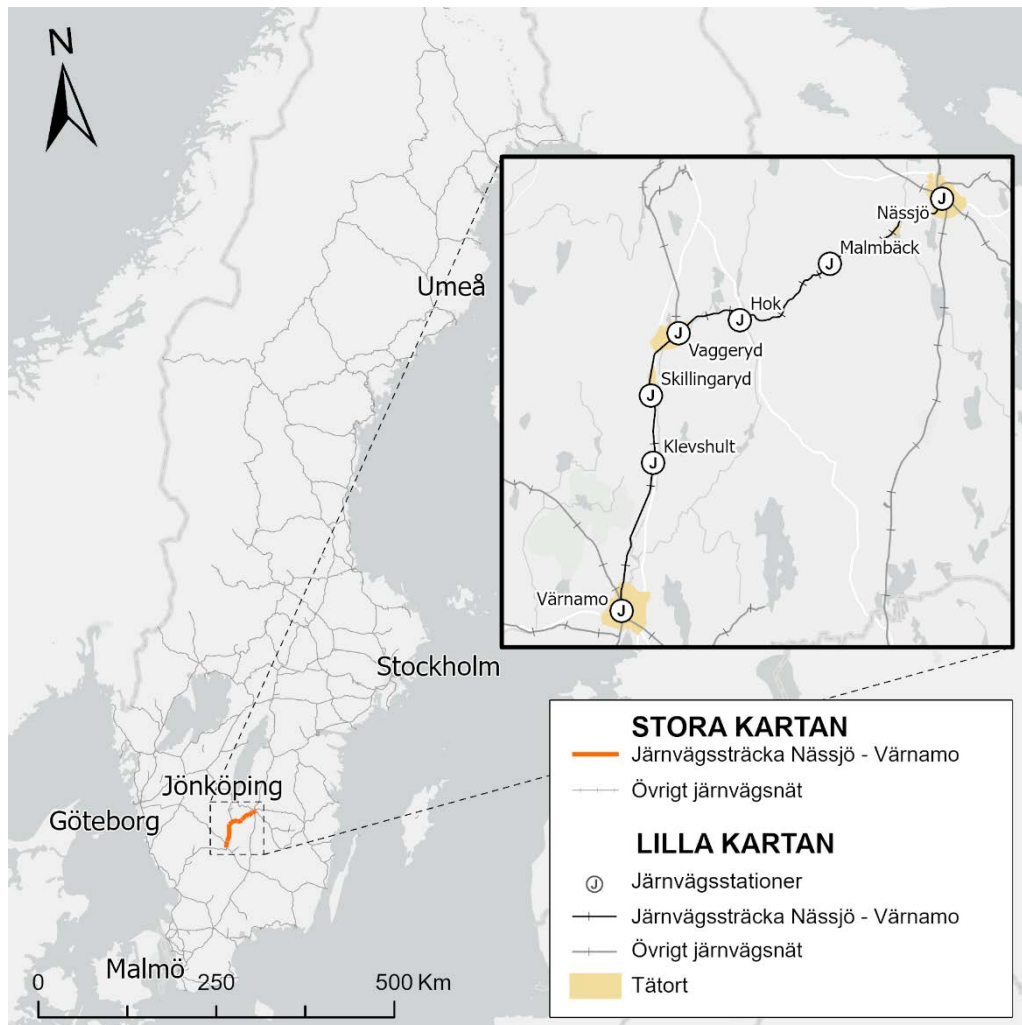 N
Umeå
Stockholm
Jönköping
Göteborg
Malmö
0 250 500 Km
J
Nässjö
J
Malmbäck
Hok
J
J
Vaggeryd
Skillingaryd
J
Klevshult
J
Värnamo
J
STORA KARTAN
Järnvägssträcka Nässjö - Värnamo
Övrigt järnvägsnät
LILLA KARTAN
J Järnvägsstationer
Järnvägssträcka Nässjö - Värnamo
Övrigt järnvägsnät
Tätort